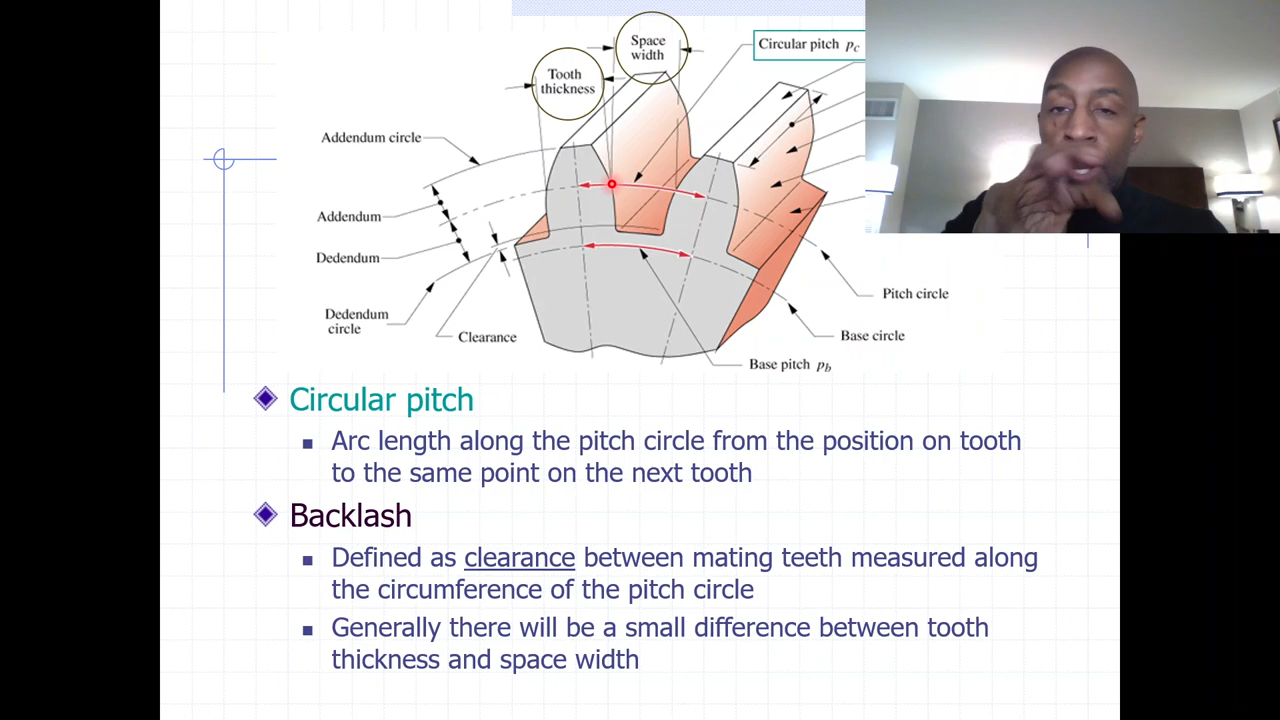 Space
width
Circular pitch pc
Tooth
thickness
Addendum circle
Addendum
Dedendum
Dedendum
circle
Clearance
Pitch circle
Base circle
Base pitch pb
Circular pitch
Arc length along the pitch circle from the position on tooth
to the same point on the next tooth
Backlash
Defined as clearance between mating teeth measured along
the circumference of the pitch circle
Generally there will be a small difference between tooth
thickness and space width